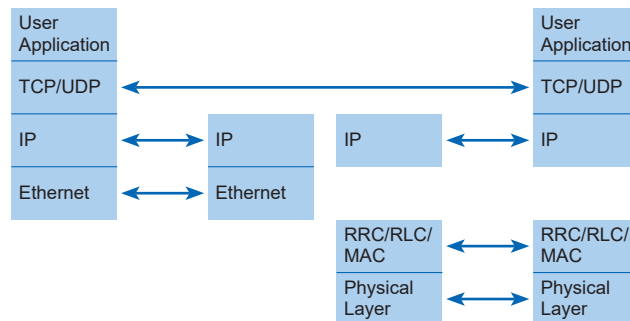 User
Application
User
Application
TCP/UDP
TCP/UDP
IP
IP
IP
IP
Ethernet
Ethernet
RRC/RLC/
MAC
RRC/RLC/
MAC
Physical
Layer
Physical
Layer